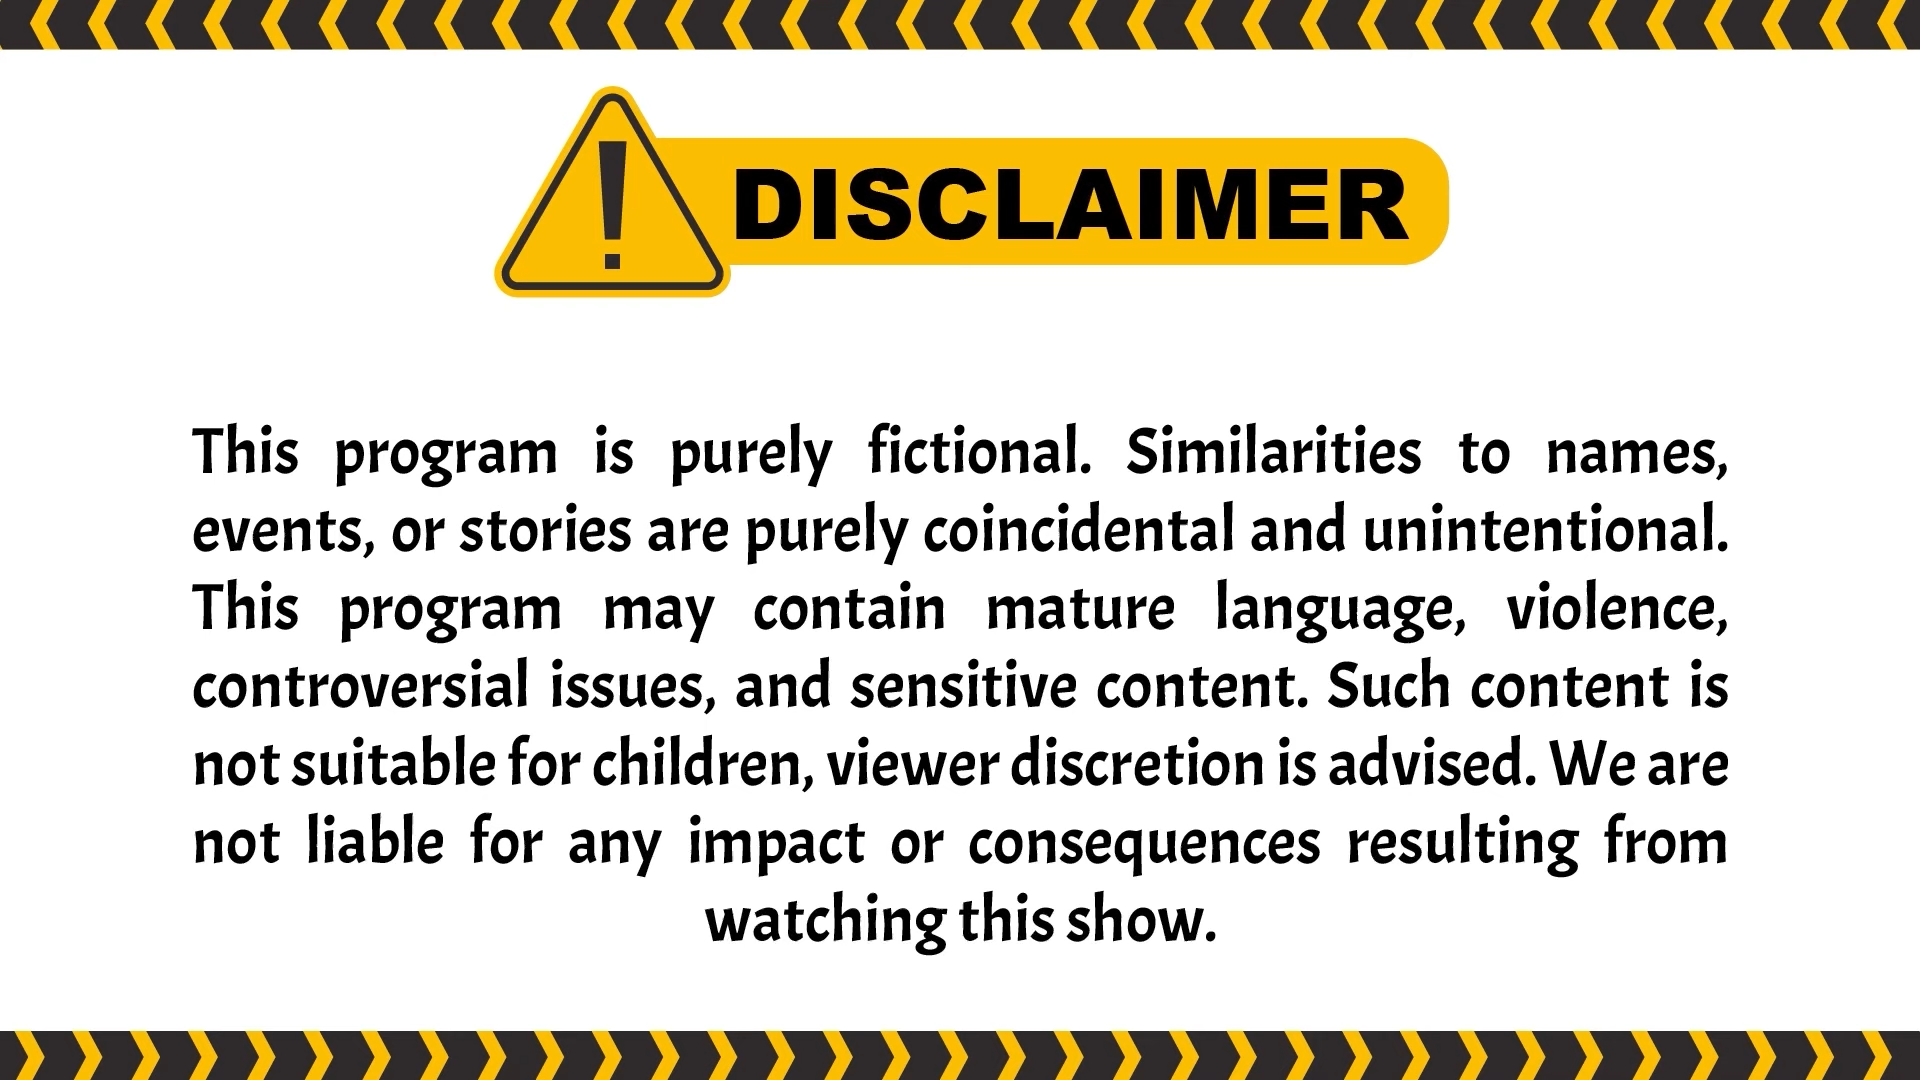 !
DISCLAIMER
This program is purely fictional. Similarities to names,
events, or stories are purely coincidental and unintentional.
This program may contain mature language, violence,
controversial issues, and sensitive content. Such content is
not suitable for children, viewer discretion is advised. We are
not liable for any impact or consequences resulting from
watching this show.